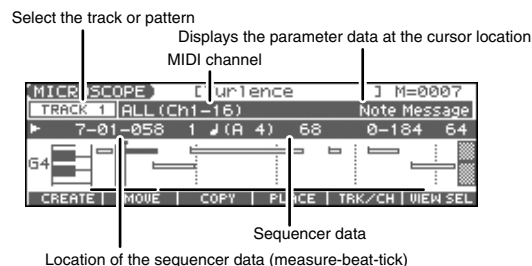 Select the track or pattern
Displays the parameter data at the cursor location
MIDI channel
(MICROSCOPE) [Turlence ] M=0007
TRACK 1 ALL(Ch1-16) Note Message
7-01-058 1 ♩(A 4) 68 0-184 64
G4
CREATE MOVE COPY PLACE TRK/CH VIEW SEL
Sequencer data
Location of the sequencer data (measure-beat-tick)